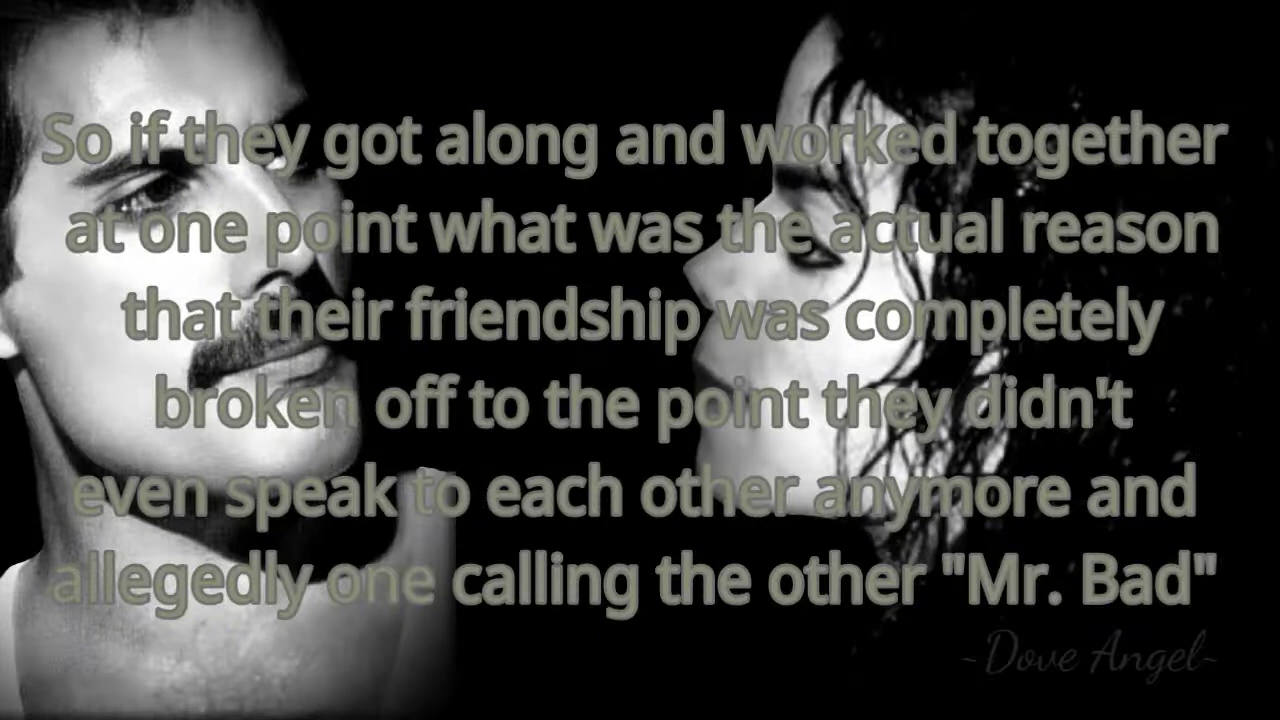 So if they got along and worked together
at one point what was the actual reason
that their friendship was completely
broken off to the point they didn't
even speak to each other anymore and
allegedly one calling the other "Mr. Bad"
~Dove Angel~